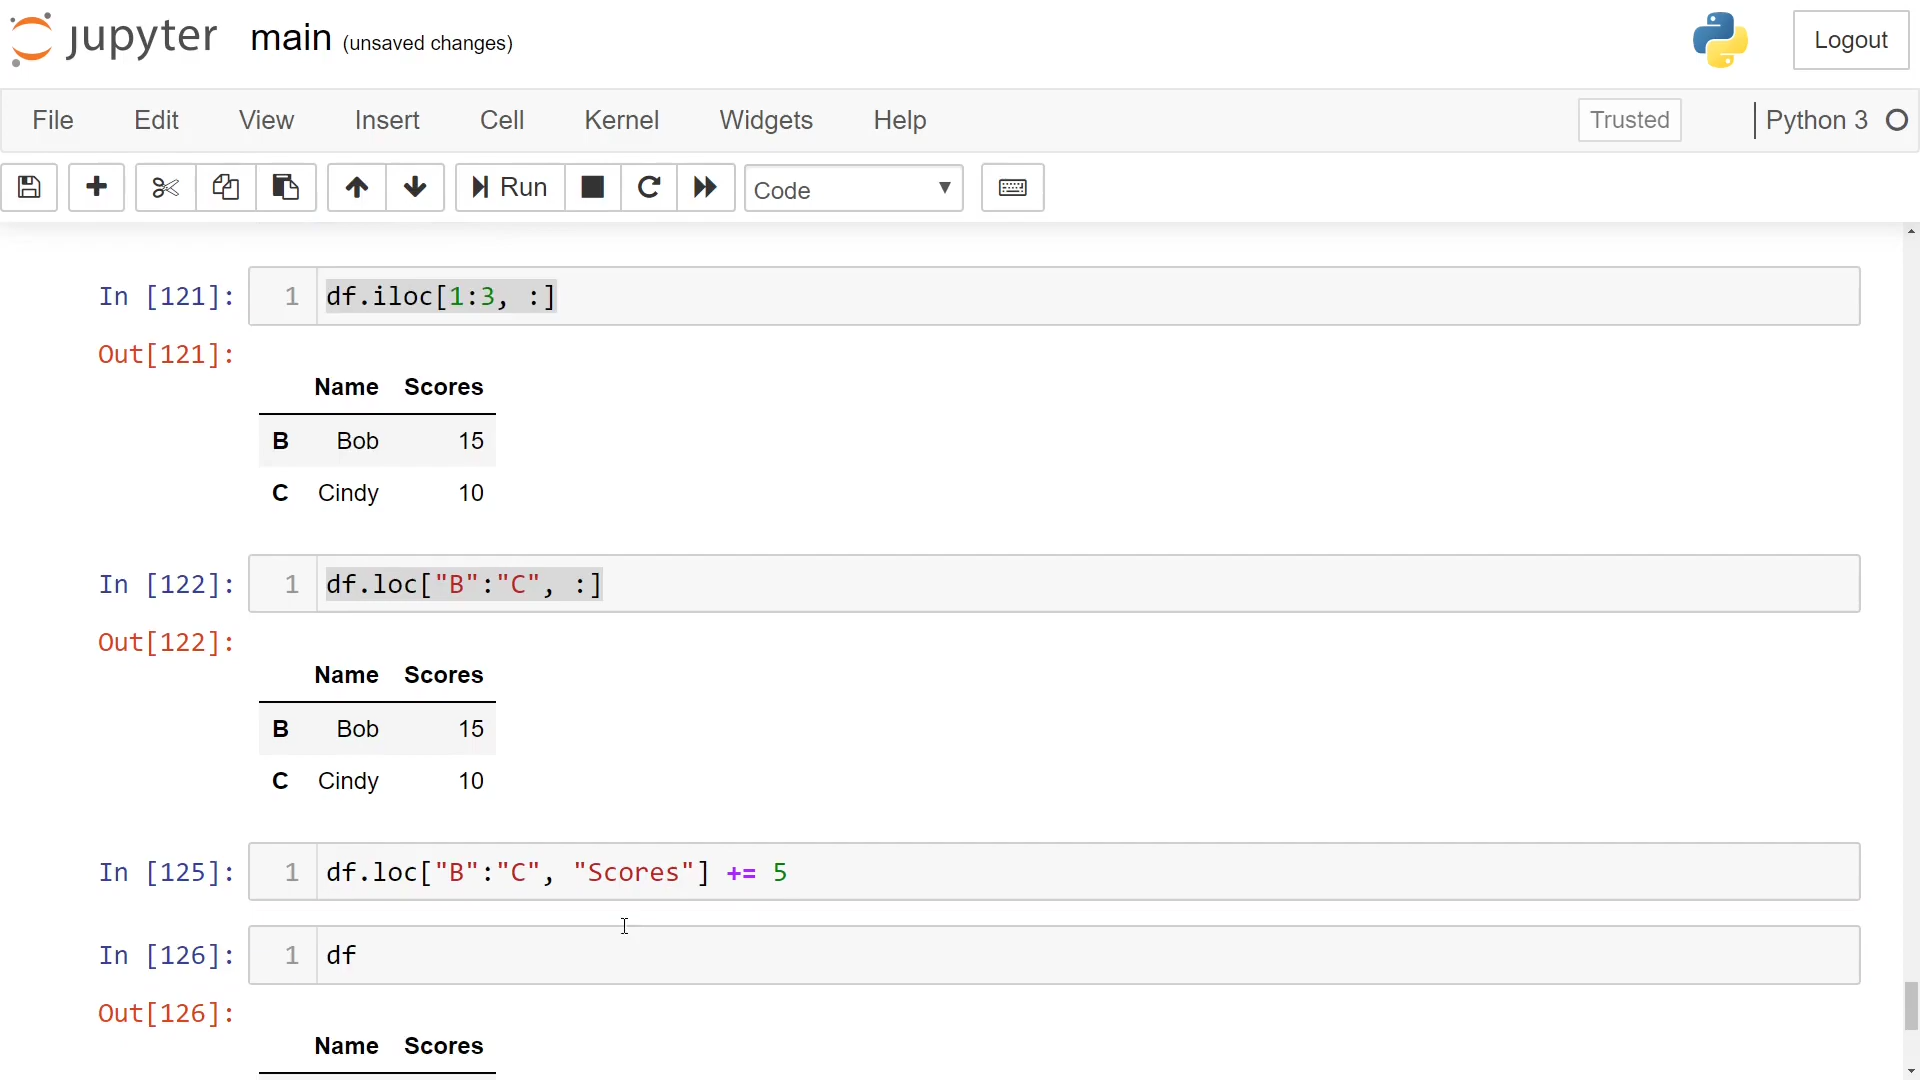 jupyter main (unsaved changes) Logout
File Edit View Insert Cell Kernel Widgets Help Trusted Python 3
Run Code
In [121]: 1 df.iloc[1:3, :]
Out[121]:
Name Scores
B Bob 15
C Cindy 10
In [122]: 1 df.loc["B":"C", :]
Out[122]:
Name Scores
B Bob 15
C Cindy 10
In [125]: 1 df.loc["B":"C", "Scores"] += 5
In [126]: 1 df
Out[126]:
Name Scores